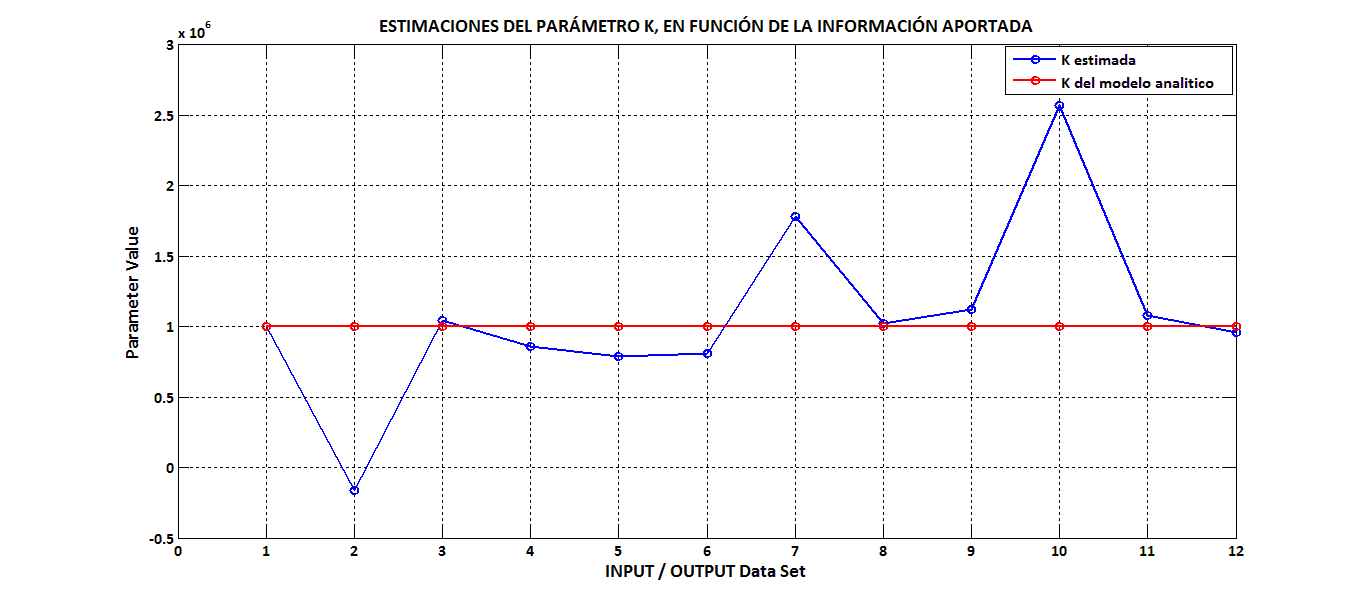 ESTIMACIONES DEL PARÁMETRO K, EN FUNCIÓN DE LA INFORMACIÓN APORTADA
x 10^6
K estimada
K del modelo analitico
3
2.5
2
1.5
1
0.5
0
-0.5
Parameter Value
0 1 2 3 4 5 6 7 8 9 10 11 12
INPUT / OUTPUT Data Set